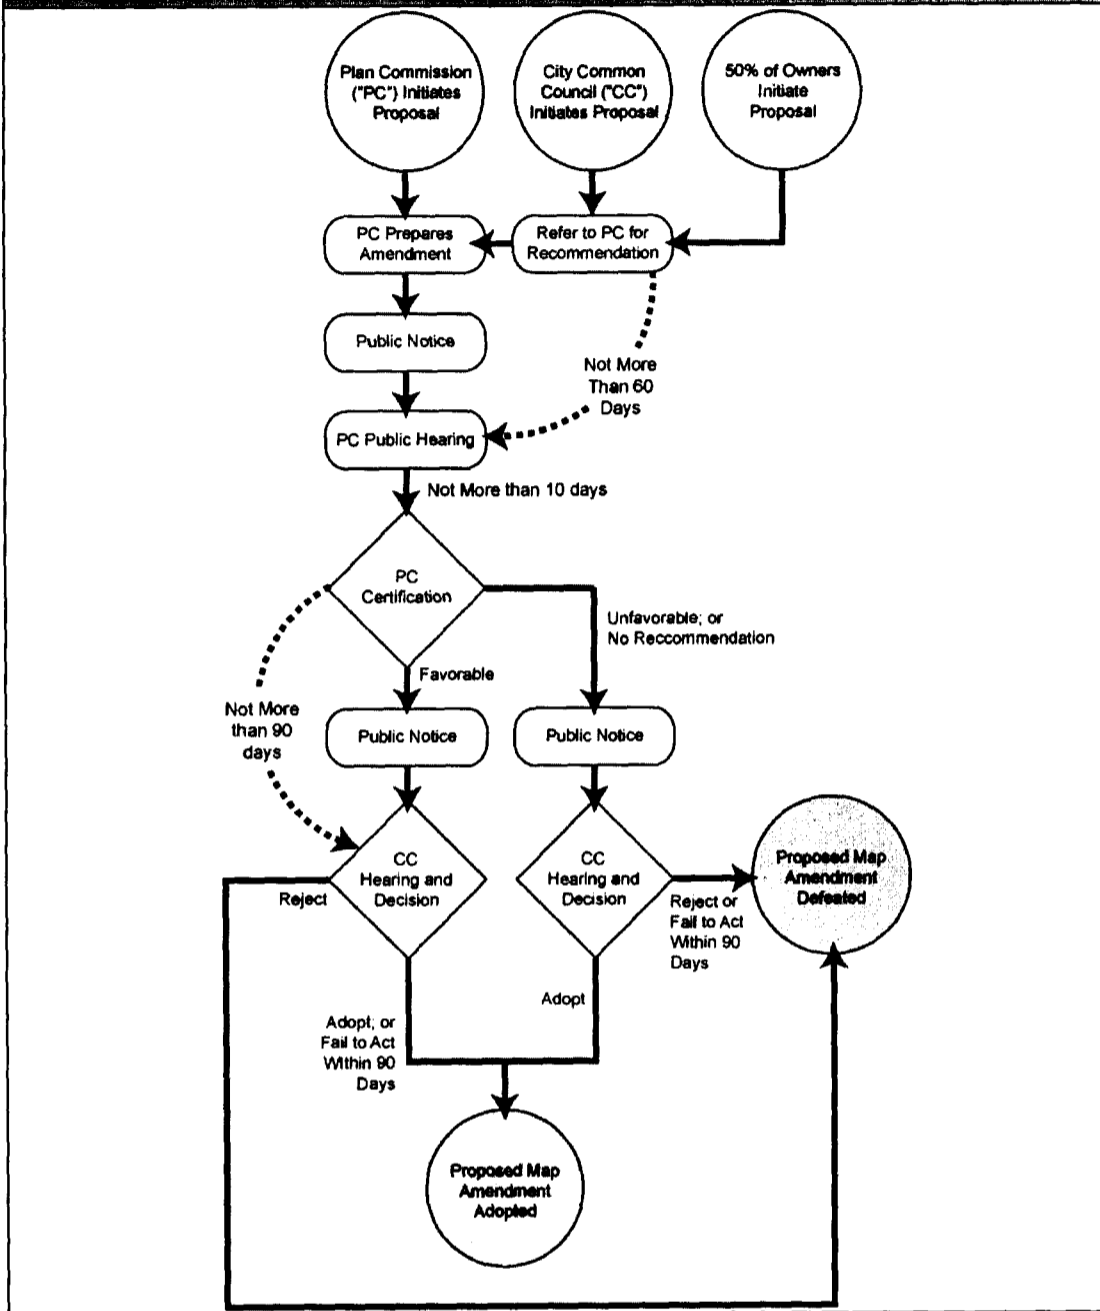 Plan Commission
("PC") Initiates
Proposal
City Common
Council ("CC")
Initiates Proposal
50% of Owners
Initiate
Proposal
PC Prepares
Amendment
Refer to PC for
Recommendation
Public Notice
Not More
Than 60
Days
PC Public Hearing
Not More than 10 days
PC
Certification
Unfavorable; or
No Reccommendation
Favorable
Not More
than 90
days
Public Notice
Public Notice
CC
Hearing and
Decision
CC
Hearing and
Decision
Proposed Map
Amendment
Defeated
Reject
Reject or
Fail to Act
Within 90
Days
Adopt
Adopt; or
Fail to Act
Within 90
Days
Proposed Map
Amendment
Adopted